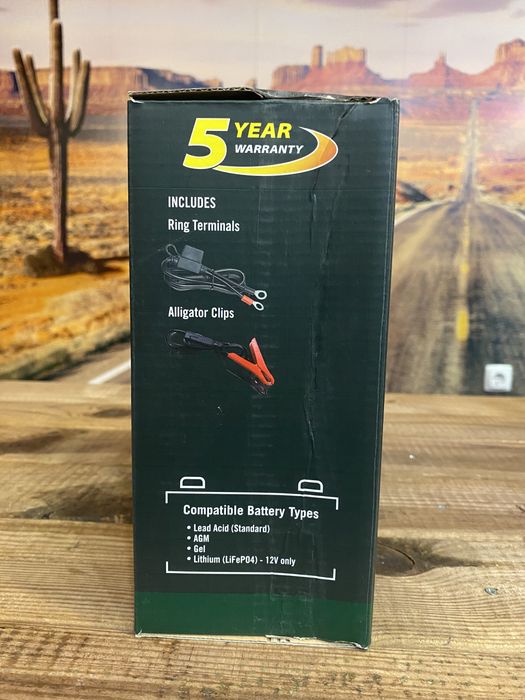 5 YEAR
WARRANTY
INCLUDES
Ring Terminals
Alligator Clips
Compatible Battery Types
• Lead Acid (Standard)
• AGM
• Gel
• Lithium (LiFePO4) - 12V only